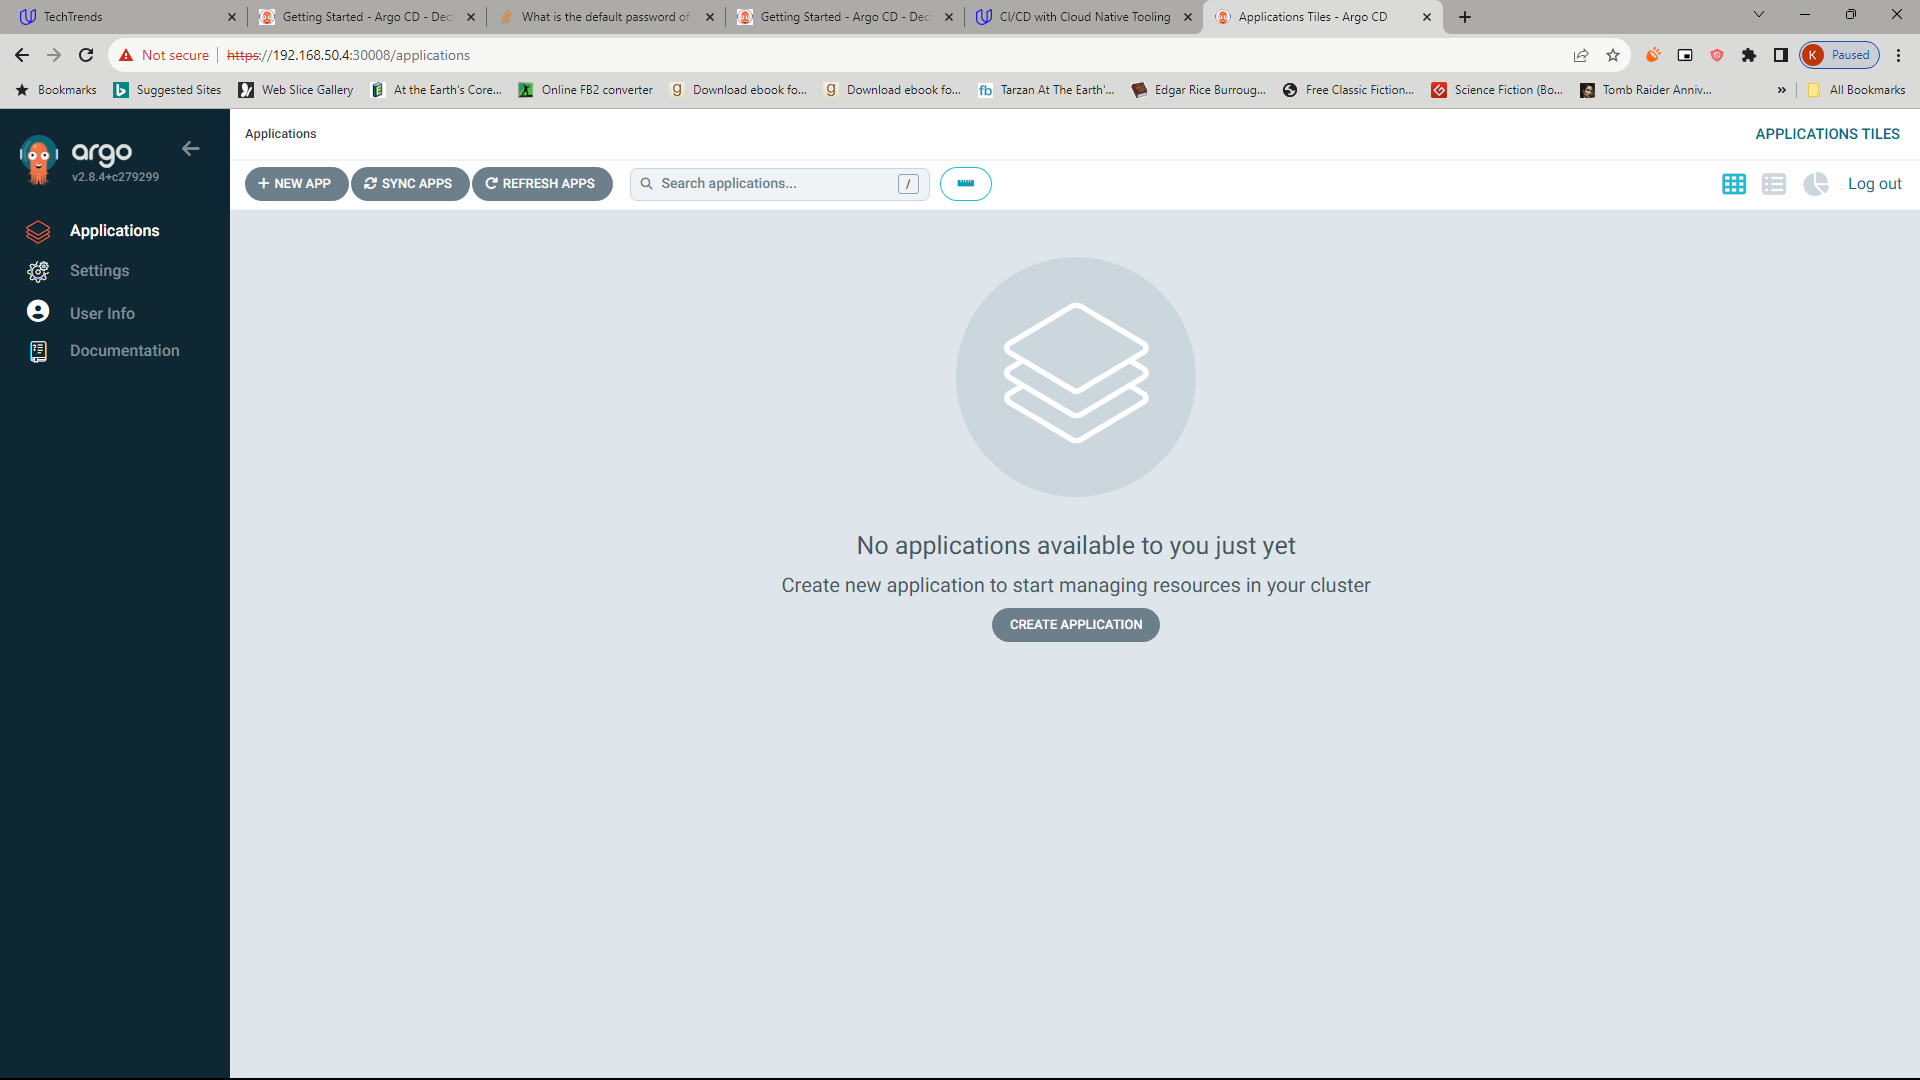 TechTrends
Getting Started - Argo CD - Decl
What is the default password of
Getting Started - Argo CD - Decl
CI/CD with Cloud Native Tooling
Applications Tiles - Argo CD
Not secure
https://192.168.50.4:30008/applications
K
Paused
Bookmarks
Suggested Sites
Web Slice Gallery
At the Earth's Core...
Online FB2 converter
Download ebook fo...
Download ebook fo...
Tarzan At The Earth'...
Edgar Rice Burroug...
Free Classic Fiction...
Science Fiction (Bo...
Tomb Raider Anniv...
»
All Bookmarks
argo
v2.8.4+c279299
Applications
Settings
User Info
Documentation
Applications
APPLICATIONS TILES
+ NEW APP
SYNC APPS
REFRESH APPS
Search applications...
/
Log out
No applications available to you just yet
Create new application to start managing resources in your cluster
CREATE APPLICATION